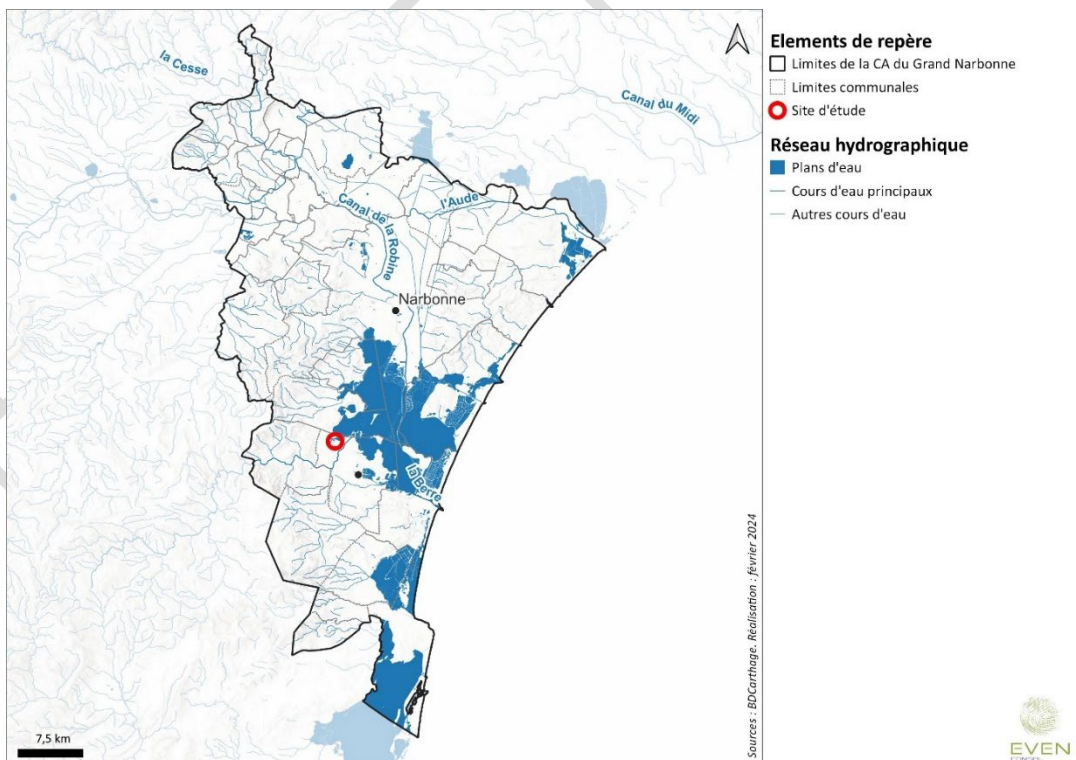 la Cesse
Canal du Midi
l'Aude
Canal de la Robine
Narbonne
la Berre
7,5 km
Sources : BDCarthage. Réalisation : février 2024
Elements de repère
Limites de la CA du Grand Narbonne
Limites communales
Site d'étude
Réseau hydrographique
Plans d'eau
Cours d'eau principaux
Autres cours d'eau
EVEN
CONSEIL